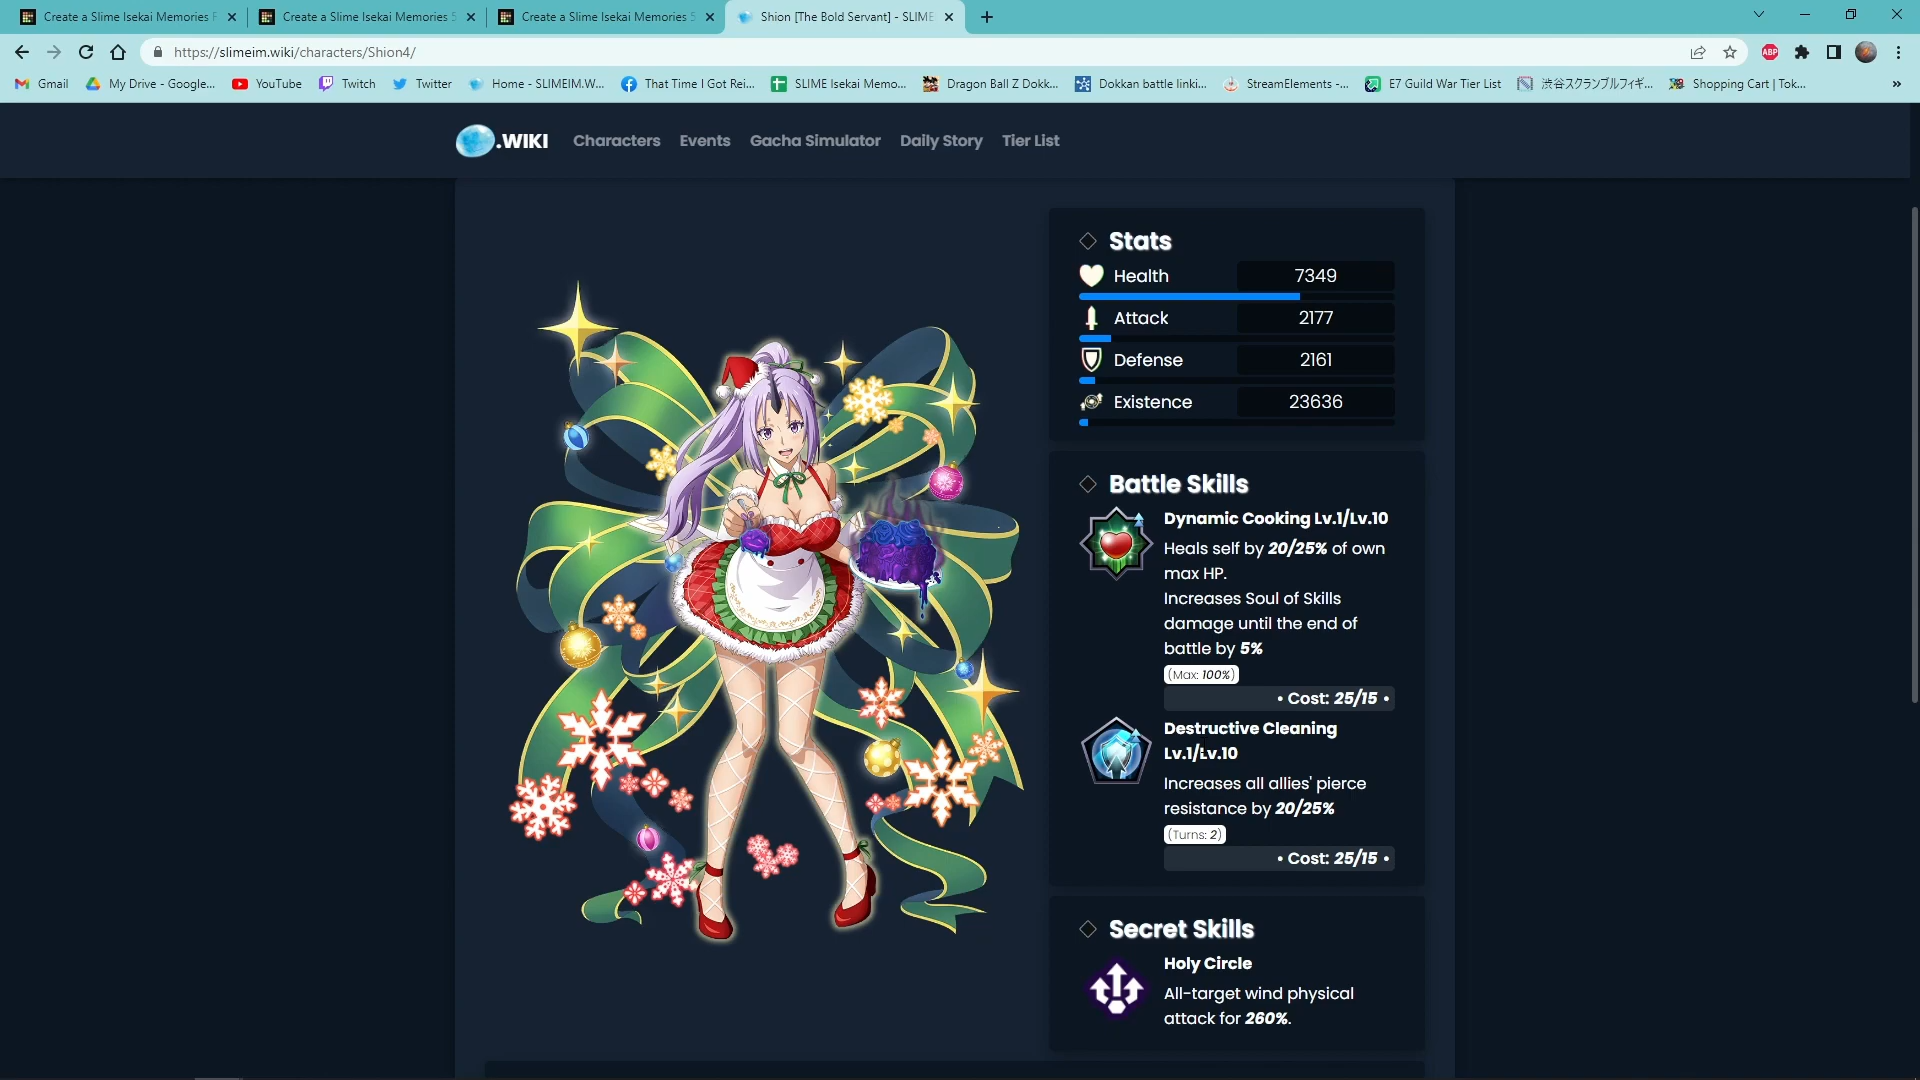 Create a Slime Isekai Memories F
Create a Slime Isekai Memories 5
Create a Slime Isekai Memories 5
Shion [The Bold Servant] - SLIME
https://slimeim.wiki/characters/Shion4/
ABP
Gmail
My Drive - Google...
YouTube
Twitch
Twitter
Home - SLIMEIM.W...
That Time I Got Rei...
SLIME Isekai Memo...
Dragon Ball Z Dokk...
Dokkan battle linki...
StreamElements -...
E7 Guild War Tier List
渋谷スクランブルフィギ...
Shopping Cart | Tok...
»
.WIKI
Characters
Events
Gacha Simulator
Daily Story
Tier List
Stats
Health 7349
Attack 2177
Defense 2161
Existence 23636
Battle Skills
Dynamic Cooking Lv.1/Lv.10
Heals self by 20/25% of own
max HP.
Increases Soul of Skills
damage until the end of
battle by 5%
(Max: 100%)
• Cost: 25/15 •
Destructive Cleaning
Lv.1/Lv.10
Increases all allies' pierce
resistance by 20/25%
(Turns: 2)
• Cost: 25/15 •
Secret Skills
Holy Circle
All-target wind physical
attack for 260%.